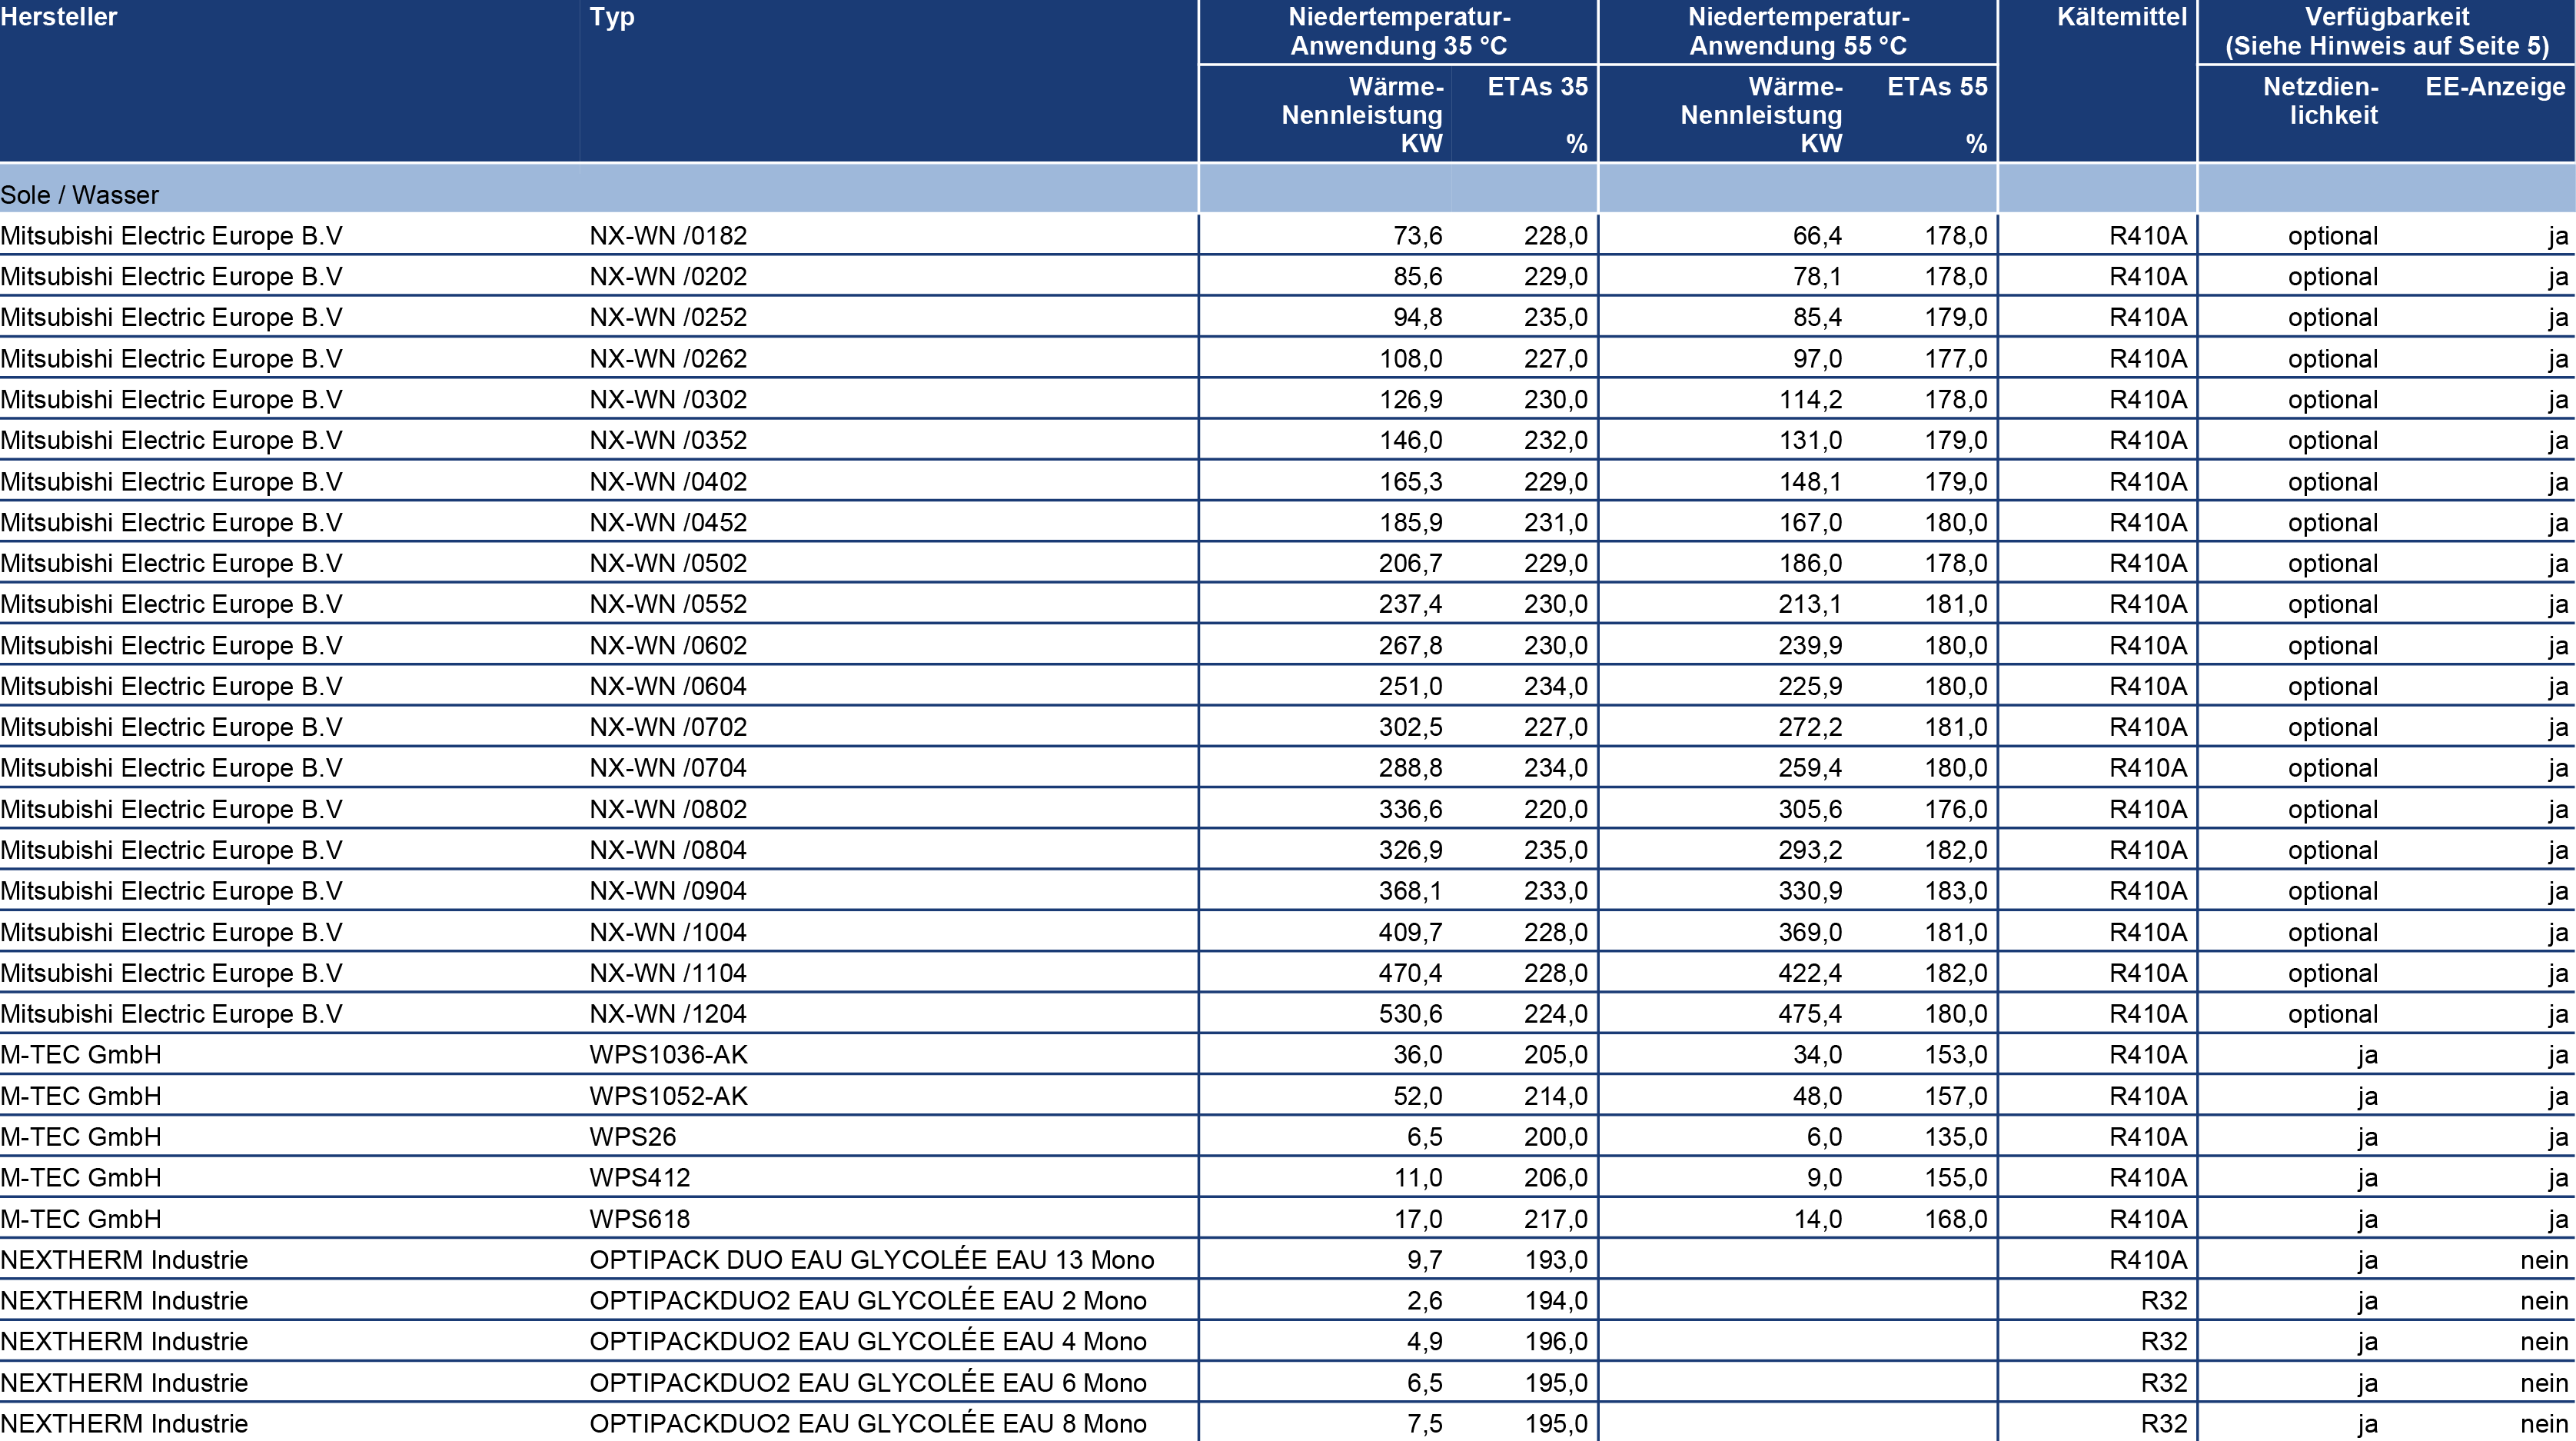 Hersteller Typ Niedertemperatur-Anwendung 35 °C Niedertemperatur-Anwendung 55 °C Kältemittel Verfügbarkeit (Siehe Hinweis auf Seite 5)
Wärme-Nennleistung KW ETAs 35 % Wärme-Nennleistung KW ETAs 55 % Netzdien-lichkeit EE-Anzeige
Sole / Wasser
Mitsubishi Electric Europe B.V NX-WN /0182 73,6 228,0 66,4 178,0 R410A optional ja
Mitsubishi Electric Europe B.V NX-WN /0202 85,6 229,0 78,1 178,0 R410A optional ja
Mitsubishi Electric Europe B.V NX-WN /0252 94,8 235,0 85,4 179,0 R410A optional ja
Mitsubishi Electric Europe B.V NX-WN /0262 108,0 227,0 97,0 177,0 R410A optional ja
Mitsubishi Electric Europe B.V NX-WN /0302 126,9 230,0 114,2 178,0 R410A optional ja
Mitsubishi Electric Europe B.V NX-WN /0352 146,0 232,0 131,0 179,0 R410A optional ja
Mitsubishi Electric Europe B.V NX-WN /0402 165,3 229,0 148,1 179,0 R410A optional ja
Mitsubishi Electric Europe B.V NX-WN /0452 185,9 231,0 167,0 180,0 R410A optional ja
Mitsubishi Electric Europe B.V NX-WN /0502 206,7 229,0 186,0 178,0 R410A optional ja
Mitsubishi Electric Europe B.V NX-WN /0552 237,4 230,0 213,1 181,0 R410A optional ja
Mitsubishi Electric Europe B.V NX-WN /0602 267,8 230,0 239,9 180,0 R410A optional ja
Mitsubishi Electric Europe B.V NX-WN /0604 251,0 234,0 225,9 180,0 R410A optional ja
Mitsubishi Electric Europe B.V NX-WN /0702 302,5 227,0 272,2 181,0 R410A optional ja
Mitsubishi Electric Europe B.V NX-WN /0704 288,8 234,0 259,4 180,0 R410A optional ja
Mitsubishi Electric Europe B.V NX-WN /0802 336,6 220,0 305,6 176,0 R410A optional ja
Mitsubishi Electric Europe B.V NX-WN /0804 326,9 235,0 293,2 182,0 R410A optional ja
Mitsubishi Electric Europe B.V NX-WN /0904 368,1 233,0 330,9 183,0 R410A optional ja
Mitsubishi Electric Europe B.V NX-WN /1004 409,7 228,0 369,0 181,0 R410A optional ja
Mitsubishi Electric Europe B.V NX-WN /1104 470,4 228,0 422,4 182,0 R410A optional ja
Mitsubishi Electric Europe B.V NX-WN /1204 530,6 224,0 475,4 180,0 R410A optional ja
M-TEC GmbH WPS1036-AK 36,0 205,0 34,0 153,0 R410A ja ja
M-TEC GmbH WPS1052-AK 52,0 214,0 48,0 157,0 R410A ja ja
M-TEC GmbH WPS26 6,5 200,0 6,0 135,0 R410A ja ja
M-TEC GmbH WPS412 11,0 206,0 9,0 155,0 R410A ja ja
M-TEC GmbH WPS618 17,0 217,0 14,0 168,0 R410A ja ja
NEXTHERM Industrie OPTIPACK DUO EAU GLYCOLÉE EAU 13 Mono 9,7 193,0 R410A ja nein
NEXTHERM Industrie OPTIPACKDUO2 EAU GLYCOLÉE EAU 2 Mono 2,6 194,0 R32 ja nein
NEXTHERM Industrie OPTIPACKDUO2 EAU GLYCOLÉE EAU 4 Mono 4,9 196,0 R32 ja nein
NEXTHERM Industrie OPTIPACKDUO2 EAU GLYCOLÉE EAU 6 Mono 6,5 195,0 R32 ja nein
NEXTHERM Industrie OPTIPACKDUO2 EAU GLYCOLÉE EAU 8 Mono 7,5 195,0 R32 ja nein